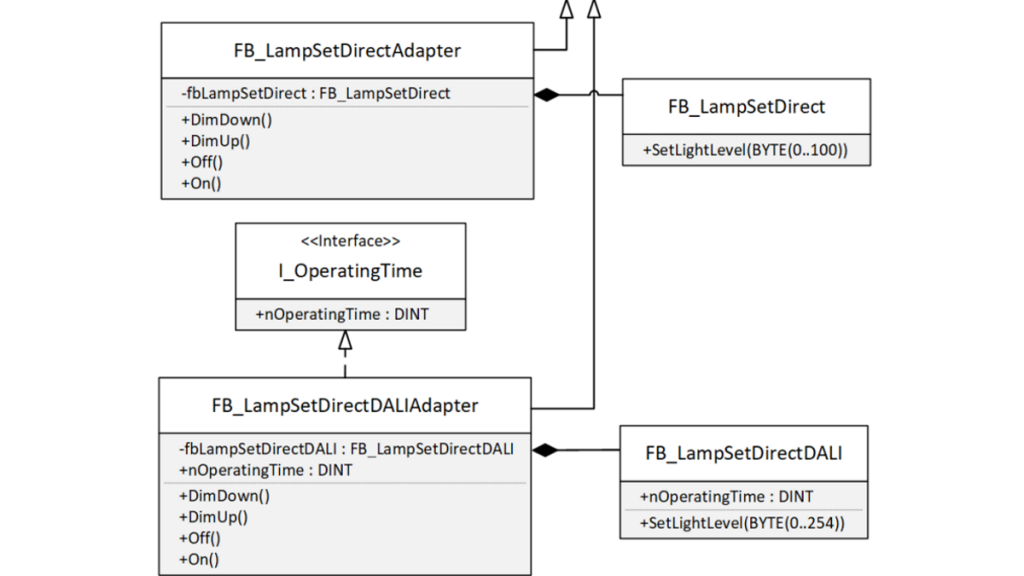 FB_LampSetDirectAdapter
-fbLampSetDirect : FB_LampSetDirect
+DimDown()
+DimUp()
+Off()
+On()
FB_LampSetDirect
+SetLightLevel(BYTE(0..100))
<<Interface>>
I_OperatingTime
+nOperatingTime : DINT
FB_LampSetDirectDALIAdapter
-fbLampSetDirectDALI : FB_LampSetDirectDALI
+nOperatingTime : DINT
+DimDown()
+DimUp()
+Off()
+On()
FB_LampSetDirectDALI
+nOperatingTime : DINT
+SetLightLevel(BYTE(0..254))